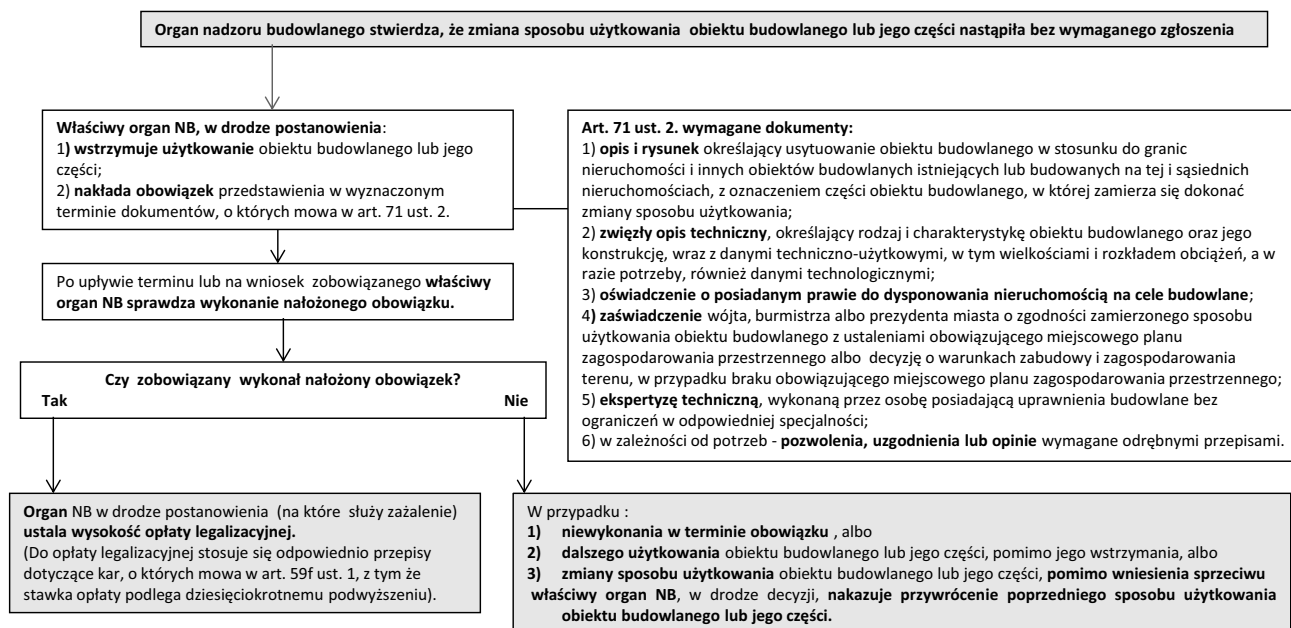 Organ nadzoru budowlanego stwierdza, że zmiana sposobu użytkowania obiektu budowlanego lub jego części nastąpiła bez wymaganego zgłoszenia
Właściwy organ NB, w drodze postanowienia:
1) wstrzymuje użytkowanie obiektu budowlanego lub jego
części;
2) nakłada obowiązek przedstawienia w wyznaczonym
terminie dokumentów, o których mowa w art. 71 ust. 2.
Po upływie terminu lub na wniosek zobowiązanego właściwy
organ NB sprawdza wykonanie nałożonego obowiązku.
Czy zobowiązany wykonał nałożony obowiązek?
Tak Nie
Art. 71 ust. 2. wymagane dokumenty:
1) opis i rysunek określający usytuowanie obiektu budowlanego w stosunku do granic
nieruchomości i innych obiektów budowlanych istniejących lub budowanych na tej i sąsiednich
nieruchomościach, z oznaczeniem części obiektu budowlanego, w której zamierza się dokonać
zmiany sposobu użytkowania;
2) zwięzły opis techniczny, określający rodzaj i charakterystykę obiektu budowlanego oraz jego
konstrukcję, wraz z danymi techniczno-użytkowymi, w tym wielkościami i rozkładem obciążeń, a w
razie potrzeby, również danymi technologicznymi;
3) oświadczenie o posiadanym prawie do dysponowania nieruchomością na cele budowlane;
4) zaświadczenie wójta, burmistrza albo prezydenta miasta o zgodności zamierzonego sposobu
użytkowania obiektu budowlanego z ustaleniami obowiązującego miejscowego planu
zagospodarowania przestrzennego albo decyzję o warunkach zabudowy i zagospodarowania
terenu, w przypadku braku obowiązującego miejscowego planu zagospodarowania przestrzennego;
5) ekspertyzę techniczną, wykonaną przez osobę posiadającą uprawnienia budowlane bez
ograniczeń w odpowiedniej specjalności;
6) w zależności od potrzeb - pozwolenia, uzgodnienia lub opinie wymagane odrębnymi przepisami.
Organ NB w drodze postanowienia (na które służy zażalenie)
ustala wysokość opłaty legalizacyjnej.
(Do opłaty legalizacyjnej stosuje się odpowiednio przepisy
dotyczące kar, o których mowa w art. 59f ust. 1, z tym że
stawka opłaty podlega dziesięciokrotnemu podwyższeniu).
W przypadku :
1) niewykonania w terminie obowiązku , albo
2) dalszego użytkowania obiektu budowlanego lub jego części, pomimo jego wstrzymania, albo
3) zmiany sposobu użytkowania obiektu budowlanego lub jego części, pomimo wniesienia sprzeciwu
właściwy organ NB, w drodze decyzji, nakazuje przywrócenie poprzedniego sposobu użytkowania
obiektu budowlanego lub jego części.